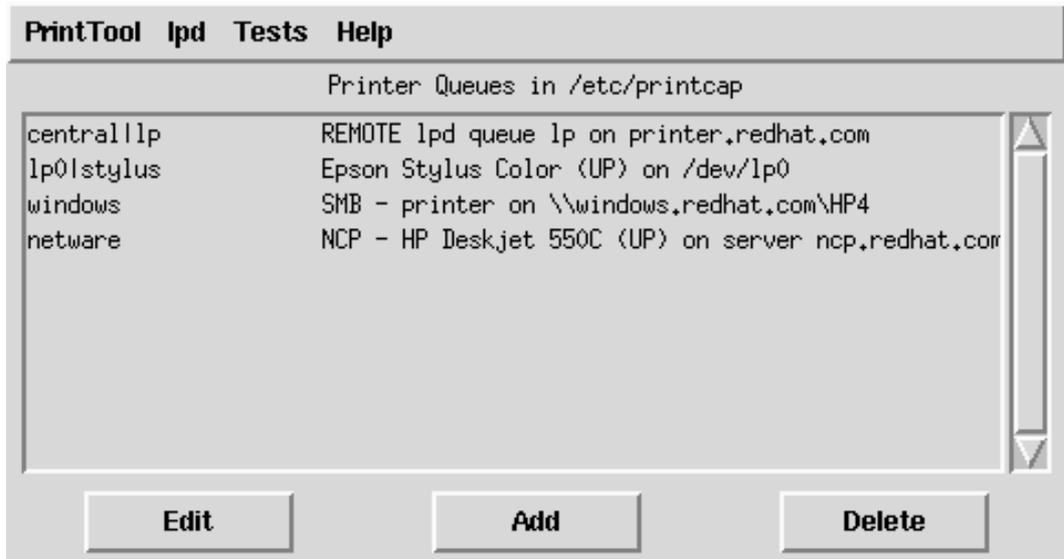 PrintTool lpd Tests Help
Printer Queues in /etc/printcap
central|lp REMOTE lpd queue lp on printer.redhat.com
lp0|stylus Epson Stylus Color (UP) on /dev/lp0
windows SMB - printer on \\windows.redhat.com\HP4
netware NCP - HP Deskjet 550C (UP) on server ncp.redhat.com
Edit Add Delete